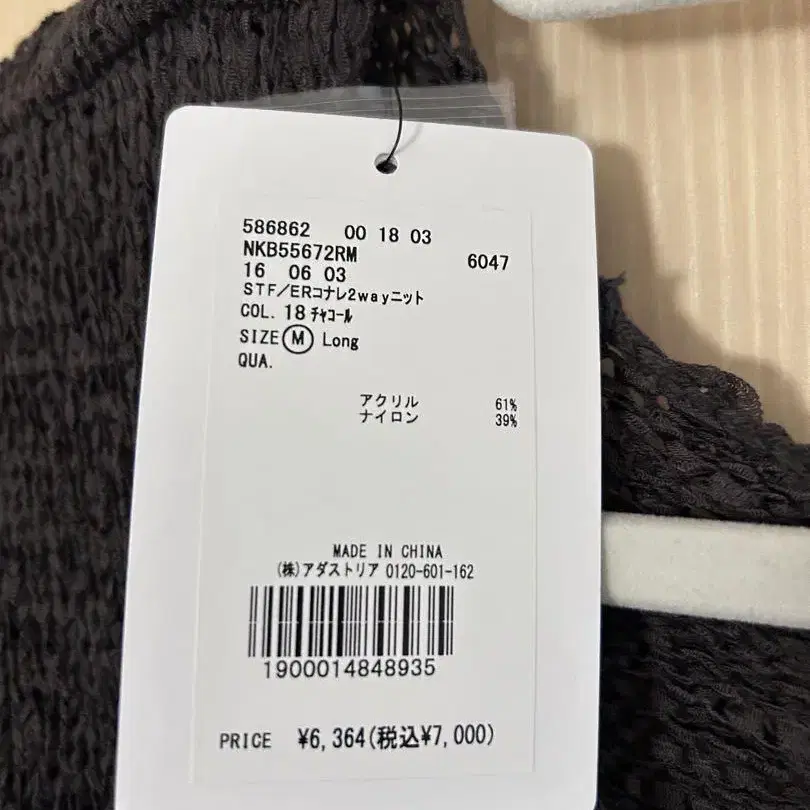 586862 00 18 03
NKB55672RM 6047
16 06 03
STF/ERコナレ2wayニット
COL. 18 ﾁｬｺｰﾙ
SIZE M Long
QUA.
アクリル 61%
ナイロン 39%
MADE IN CHINA
(株)アダストリア 0120-601-162
1900014848935
PRICE ¥6,364(税込¥7,000)